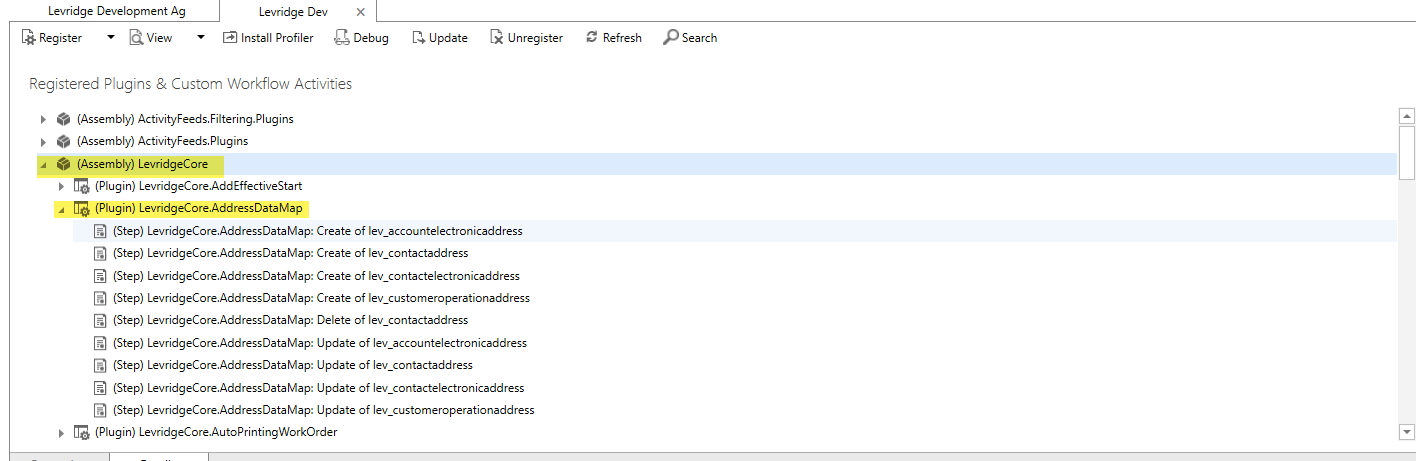 Levridge Development Ag Levridge Dev
Register View Install Profiler Debug Update Unregister Refresh Search
Registered Plugins & Custom Workflow Activities
(Assembly) ActivityFeeds.Filtering.Plugins
(Assembly) ActivityFeeds.Plugins
(Assembly) LevridgeCore
(Plugin) LevridgeCore.AddEffectiveStart
(Plugin) LevridgeCore.AddressDataMap
(Step) LevridgeCore.AddressDataMap: Create of lev_accountelectronicaddress
(Step) LevridgeCore.AddressDataMap: Create of lev_contactaddress
(Step) LevridgeCore.AddressDataMap: Create of lev_contactelectronicaddress
(Step) LevridgeCore.AddressDataMap: Create of lev_customeroperationaddress
(Step) LevridgeCore.AddressDataMap: Delete of lev_contactaddress
(Step) LevridgeCore.AddressDataMap: Update of lev_accountelectronicaddress
(Step) LevridgeCore.AddressDataMap: Update of lev_contactaddress
(Step) LevridgeCore.AddressDataMap: Update of lev_contactelectronicaddress
(Step) LevridgeCore.AddressDataMap: Update of lev_customeroperationaddress
(Plugin) LevridgeCore.AutoPrintingWorkOrder